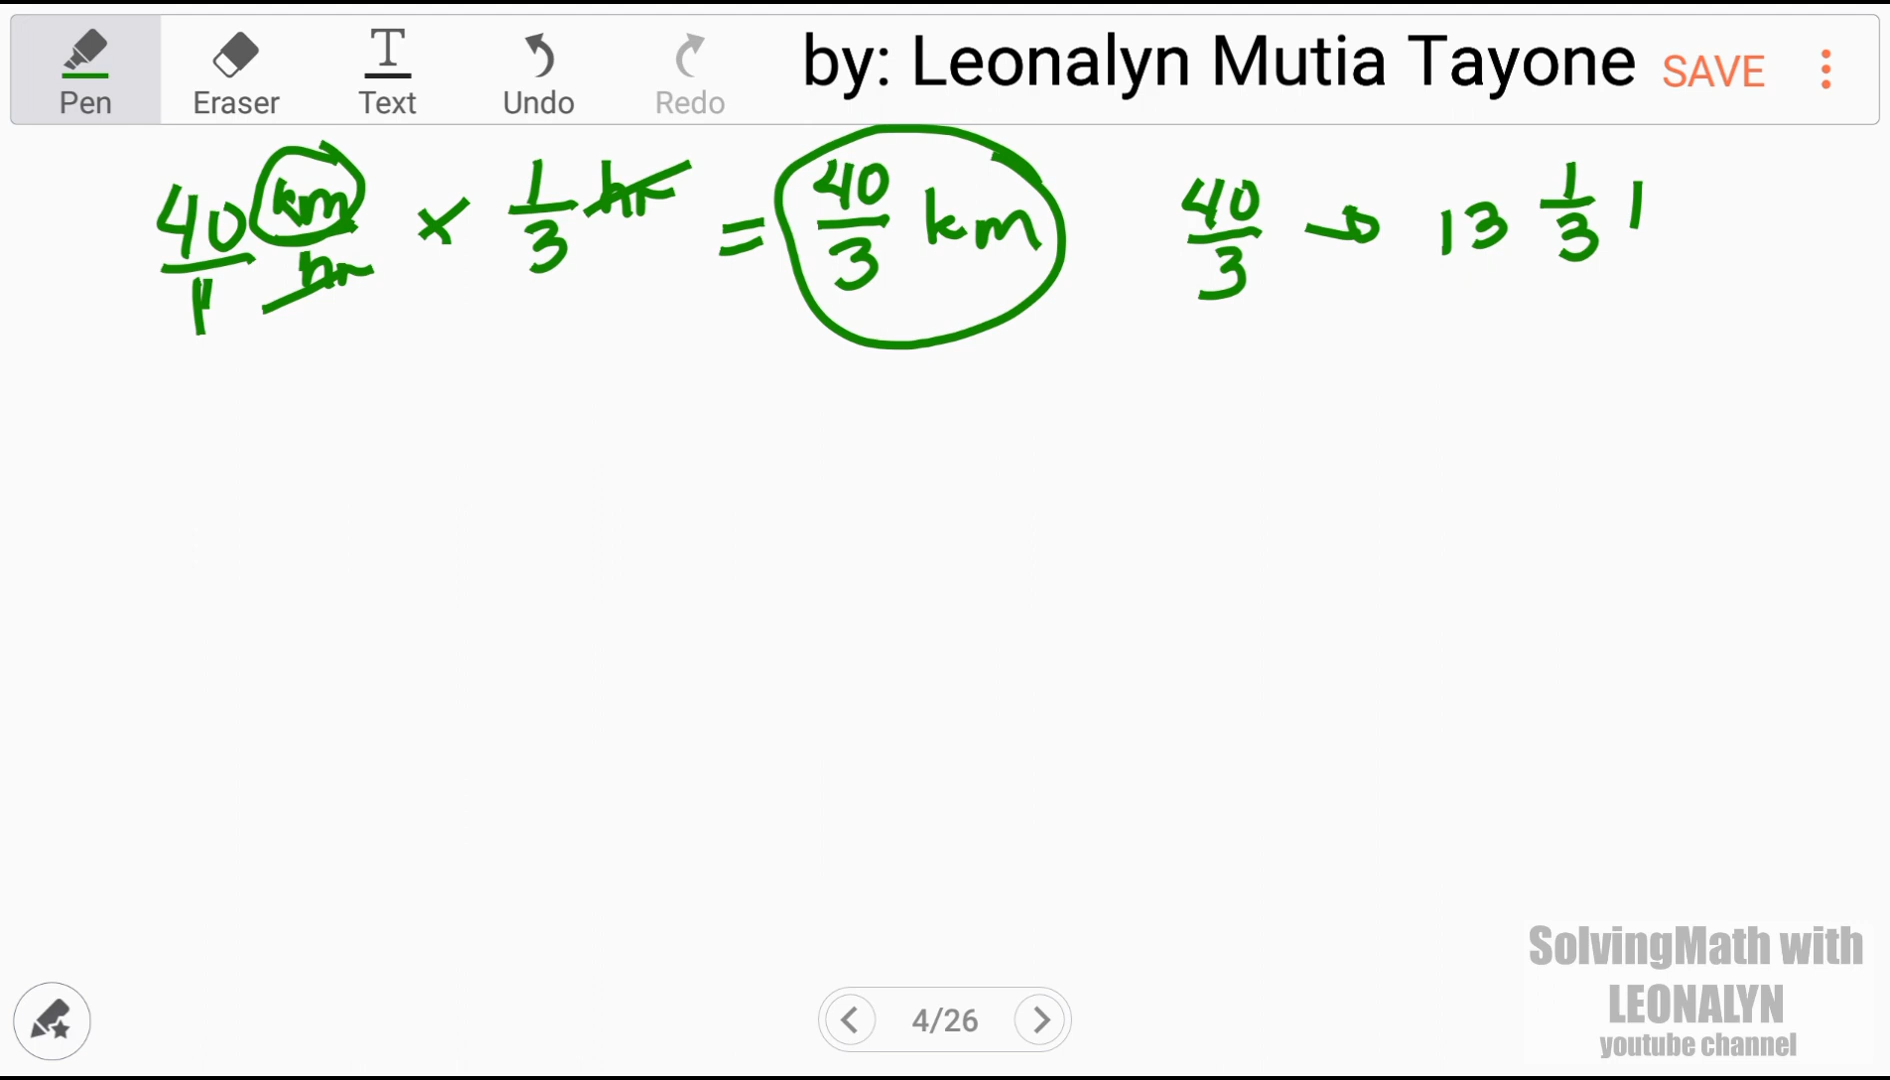 Pen Eraser Text Undo Redo by: Leonalyn Mutia Tayone SAVE
40 km / 1 hr × 1/3 hr = 40/3 km 40/3 → 13 1/3 1
4/26
SolvingMath with
LEONALYN
youtube channel